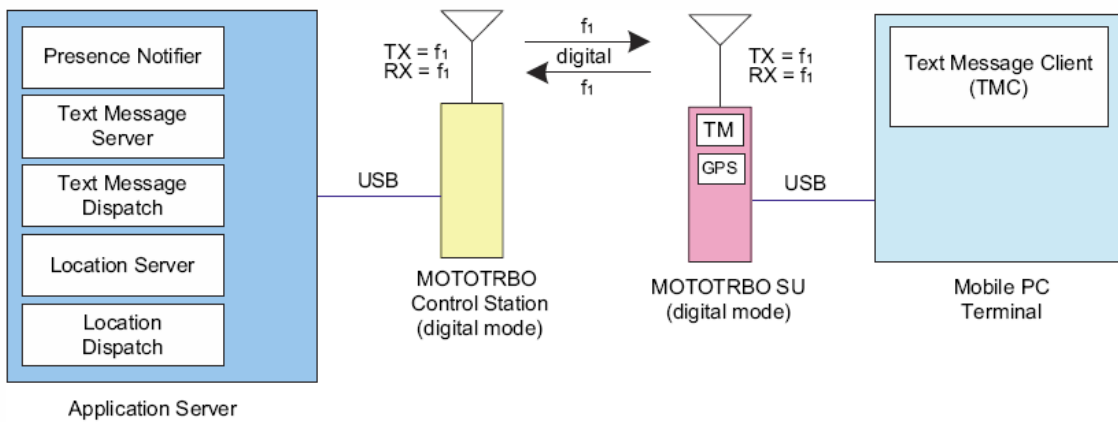 Presence Notifier
Text Message
Server
Text Message
Dispatch
Location Server
Location
Dispatch
Application Server
USB
TX = f₁
RX = f₁
MOTOTRBO
Control Station
(digital mode)
f₁
digital
f₁
TX = f₁
RX = f₁
TM
GPS
MOTOTRBO SU
(digital mode)
USB
Text Message Client
(TMC)
Mobile PC
Terminal